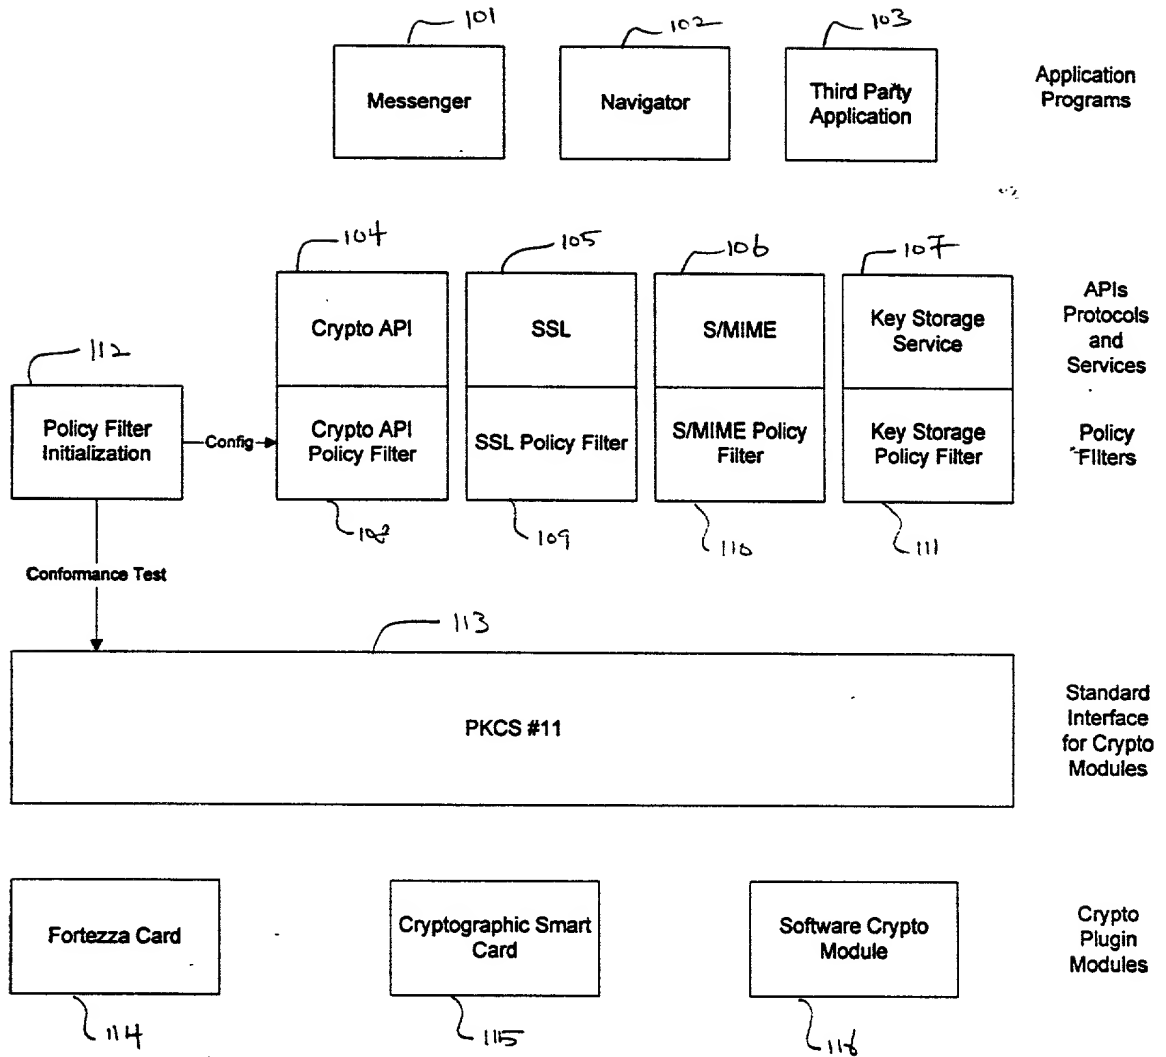 101
102
103
Messenger
Navigator
Third Party
Application
Application
Programs
104
105
106
107
Crypto API
SSL
S/MIME
Key Storage
Service
APIs
Protocols
and
Services
112
Policy Filter
Initialization
Config
Crypto API
Policy Filter
SSL Policy Filter
S/MIME Policy
Filter
Key Storage
Policy Filter
Policy
Filters
108
109
110
111
Conformance Test
113
PKCS #11
Standard
Interface
for Crypto
Modules
Fortezza Card
Cryptographic Smart
Card
Software Crypto
Module
Crypto
Plugin
Modules
114
115
116